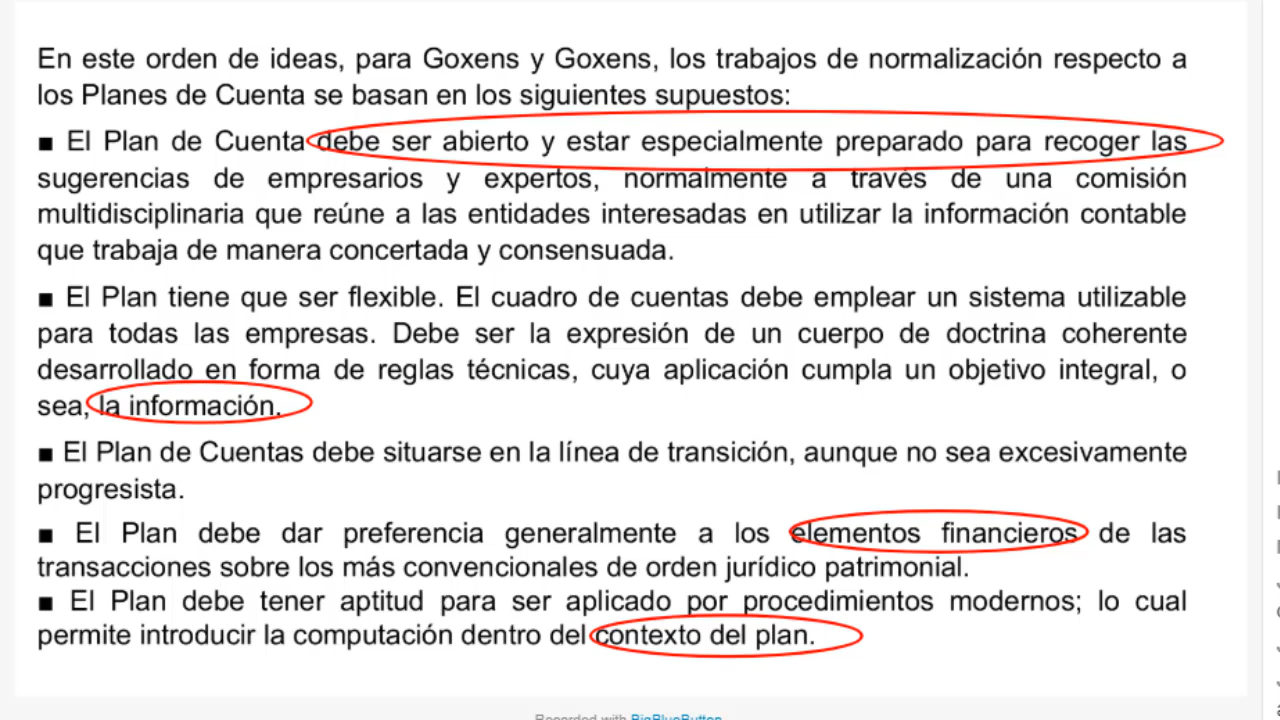 En este orden de ideas, para Goxens y Goxens, los trabajos de normalización respecto a
los Planes de Cuenta se basan en los siguientes supuestos:
■ El Plan de Cuenta debe ser abierto y estar especialmente preparado para recoger las
sugerencias de empresarios y expertos, normalmente a través de una comisión
multidisciplinaria que reúne a las entidades interesadas en utilizar la información contable
que trabaja de manera concertada y consensuada.
■ El Plan tiene que ser flexible. El cuadro de cuentas debe emplear un sistema utilizable
para todas las empresas. Debe ser la expresión de un cuerpo de doctrina coherente
desarrollado en forma de reglas técnicas, cuya aplicación cumpla un objetivo integral, o
sea, la información.
■ El Plan de Cuentas debe situarse en la línea de transición, aunque no sea excesivamente
progresista.
■ El Plan debe dar preferencia generalmente a los elementos financieros de las
transacciones sobre los más convencionales de orden jurídico patrimonial.
■ El Plan debe tener aptitud para ser aplicado por procedimientos modernos; lo cual
permite introducir la computación dentro del contexto del plan.
Recorded with BigBlueButton